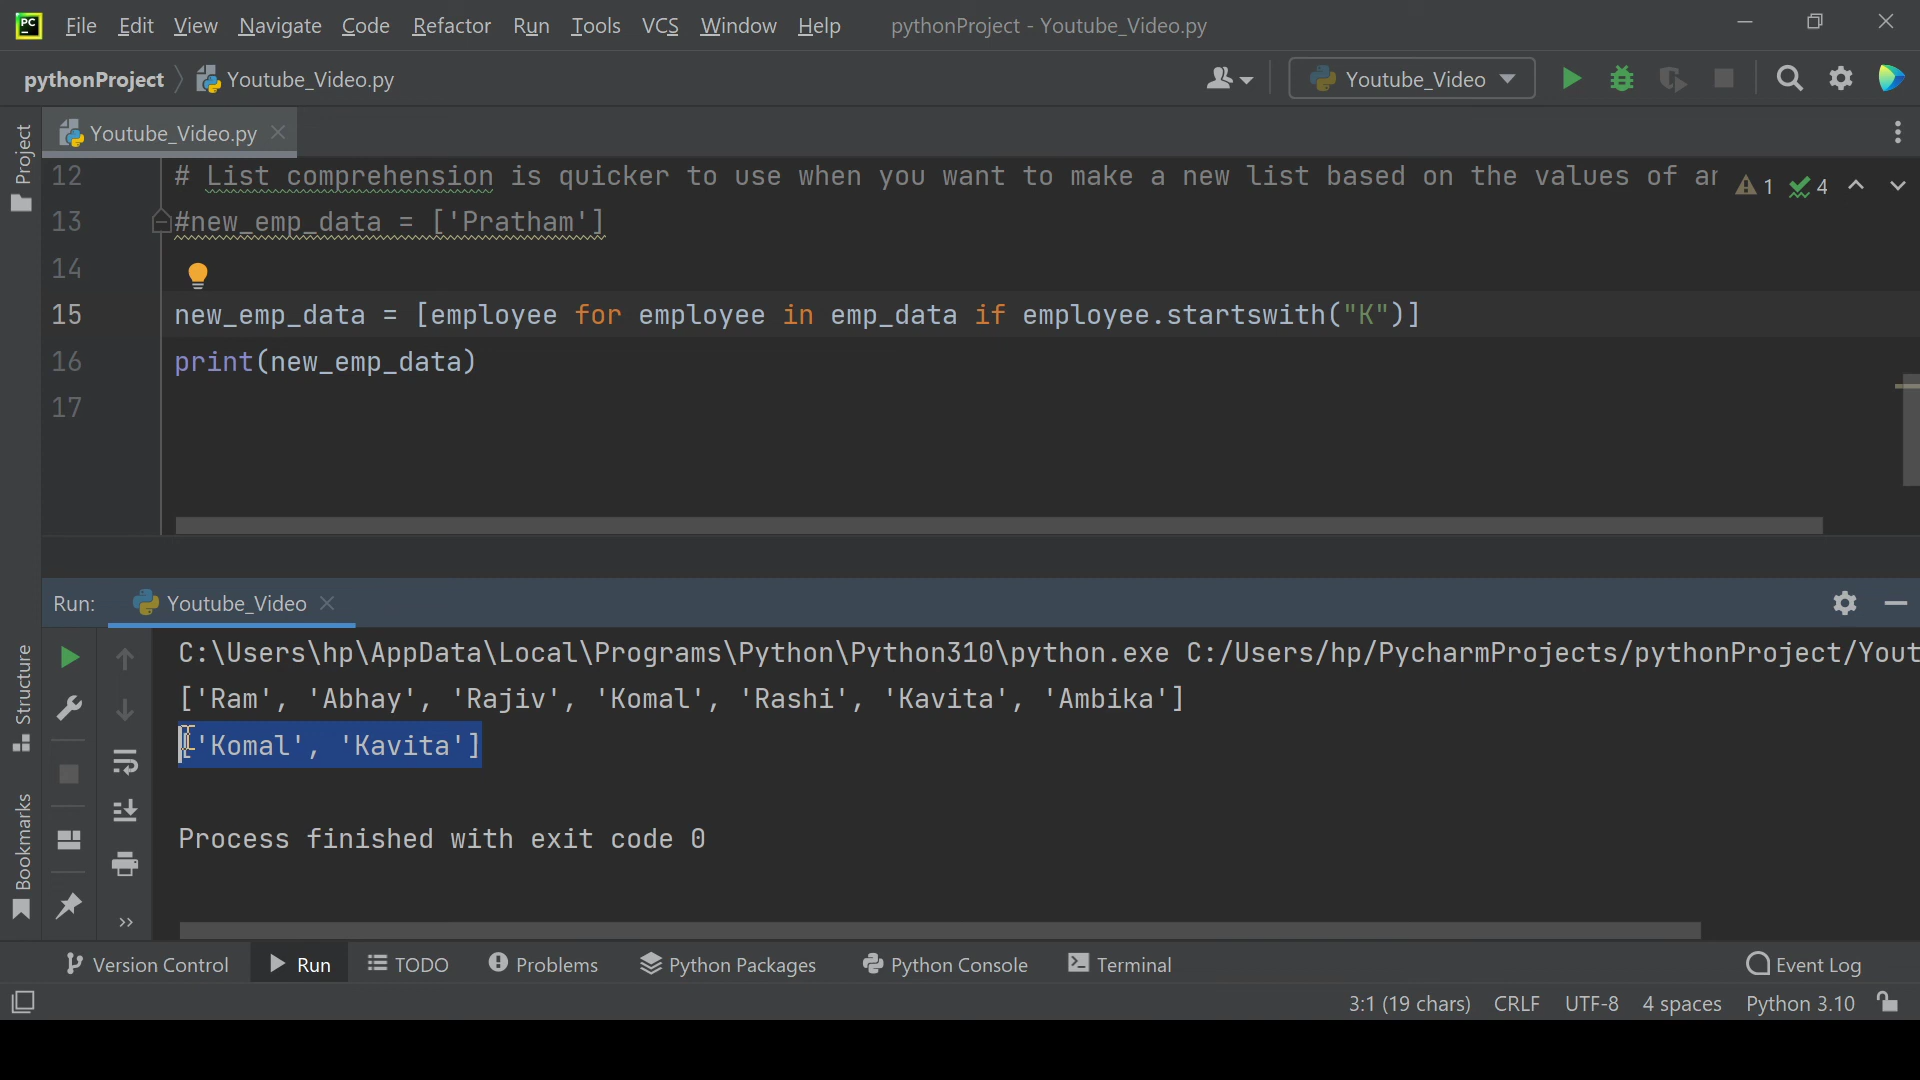 PC File Edit View Navigate Code Refactor Run Tools VCS Window Help pythonProject - Youtube_Video.py
pythonProject Youtube_Video.py Youtube_Video
Project Youtube_Video.py
12 # List comprehension is quicker to use when you want to make a new list based on the values of 1 4
13 #new_emp_data = ['Pratham']
14
15 new_emp_data = [employee for employee in emp_data if employee.startswith("K")]
16 print(new_emp_data)
17
Run: Youtube_Video
C:\Users\hp\AppData\Local\Programs\Python\Python310\python.exe C:/Users/hp/PycharmProjects/pythonProject/Yout
['Ram', 'Abhay', 'Rajiv', 'Komal', 'Rashi', 'Kavita', 'Ambika']
['Komal', 'Kavita']
Process finished with exit code 0
Structure
Bookmarks
Version Control Run TODO Problems Python Packages Python Console Terminal Event Log
3:1 (19 chars) CRLF UTF-8 4 spaces Python 3.10